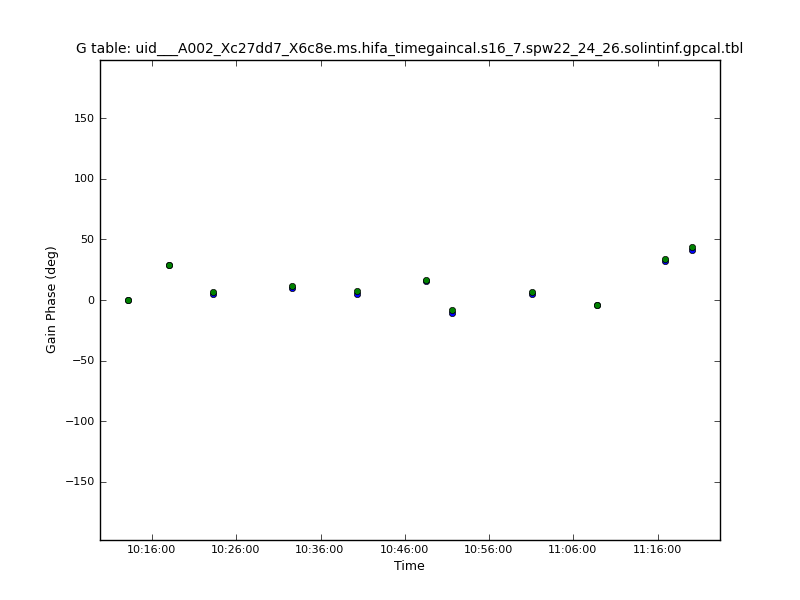 G table: uid___A002_Xc27dd7_X6c8e.ms.hifa_timegaincal.s16_7.spw22_24_26.solintinf.gpcal.tbl
150
100
50
0
−50
−100
−150
Gain Phase (deg)
10:16:00 10:26:00 10:36:00 10:46:00 10:56:00 11:06:00 11:16:00
Time